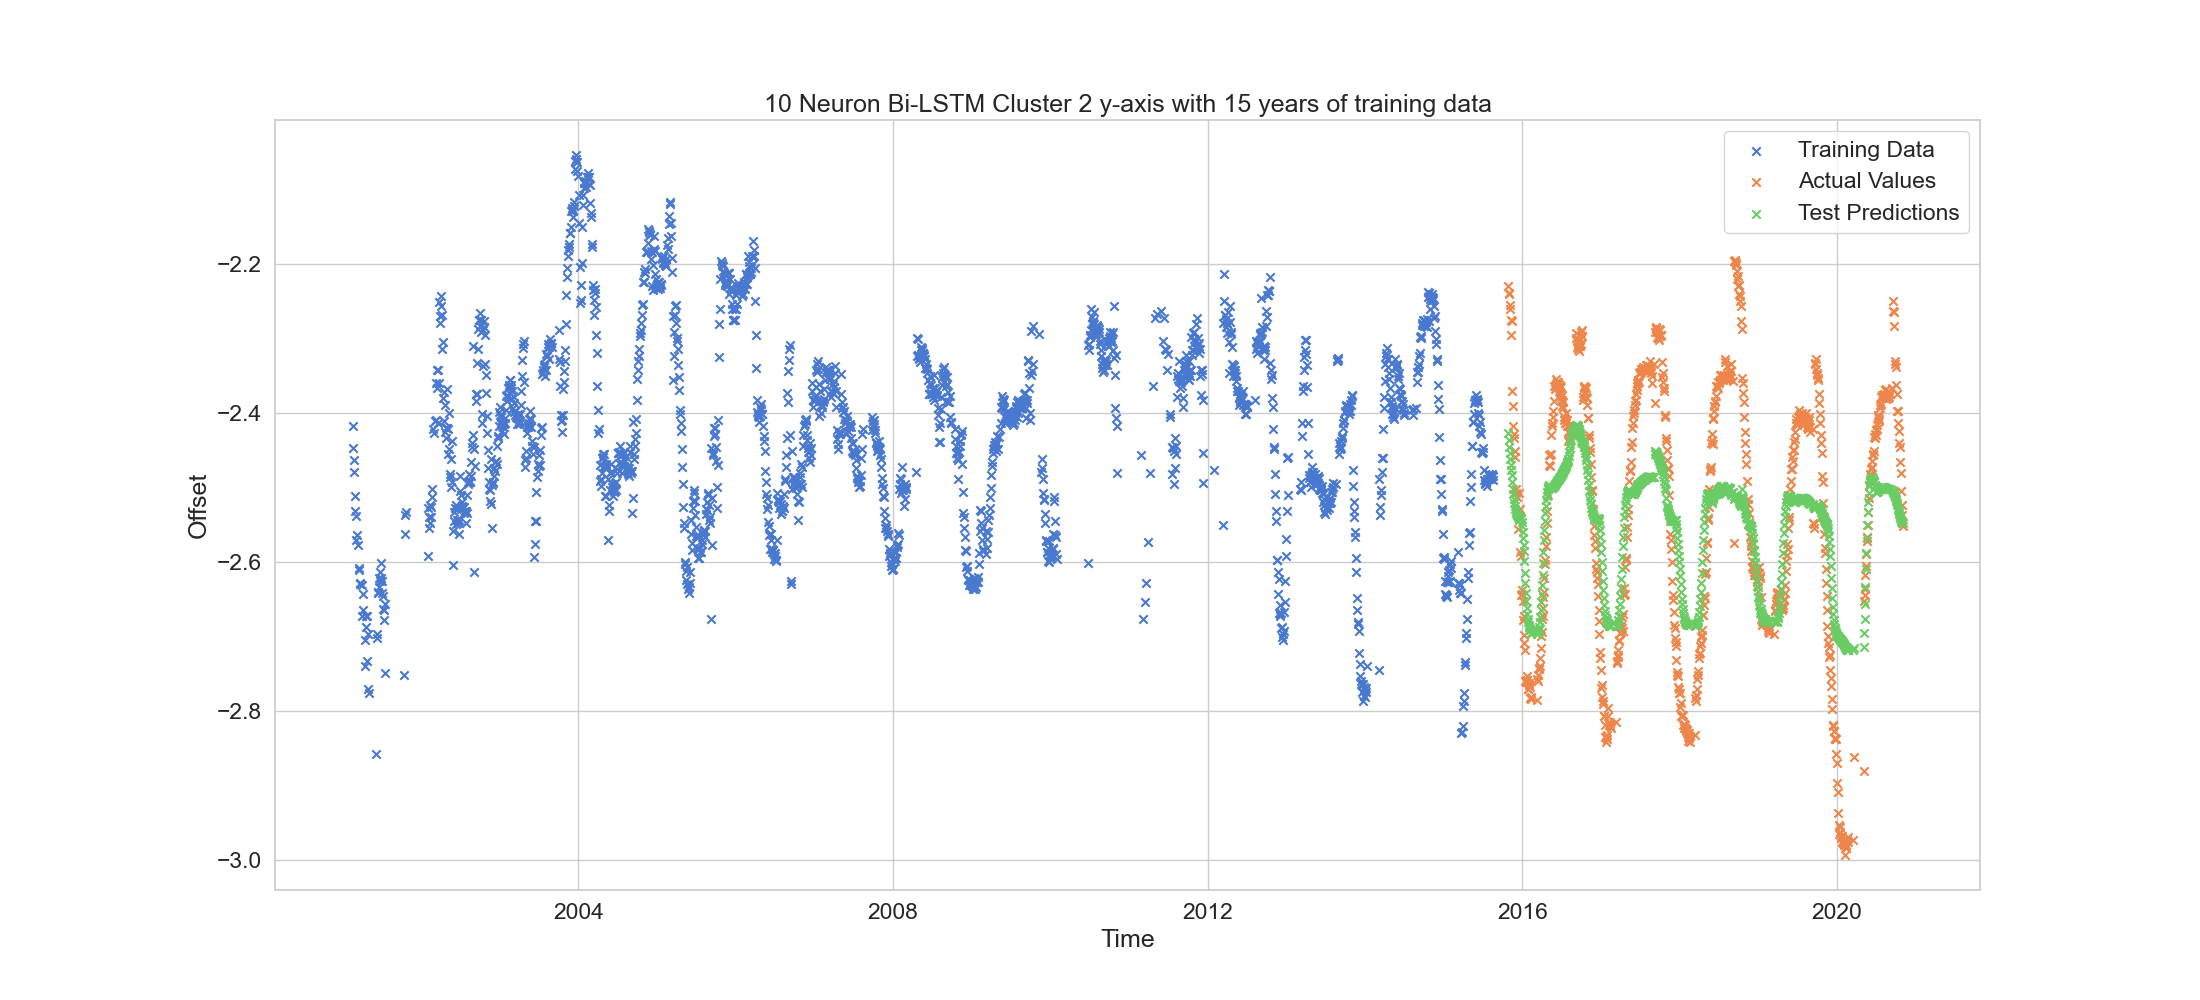 10 Neuron Bi-LSTM Cluster 2 y-axis with 15 years of training data
Training Data
Actual Values
Test Predictions
−2.2
−2.4
−2.6
−2.8
−3.0
Offset
2004
2008
2012
2016
2020
Time